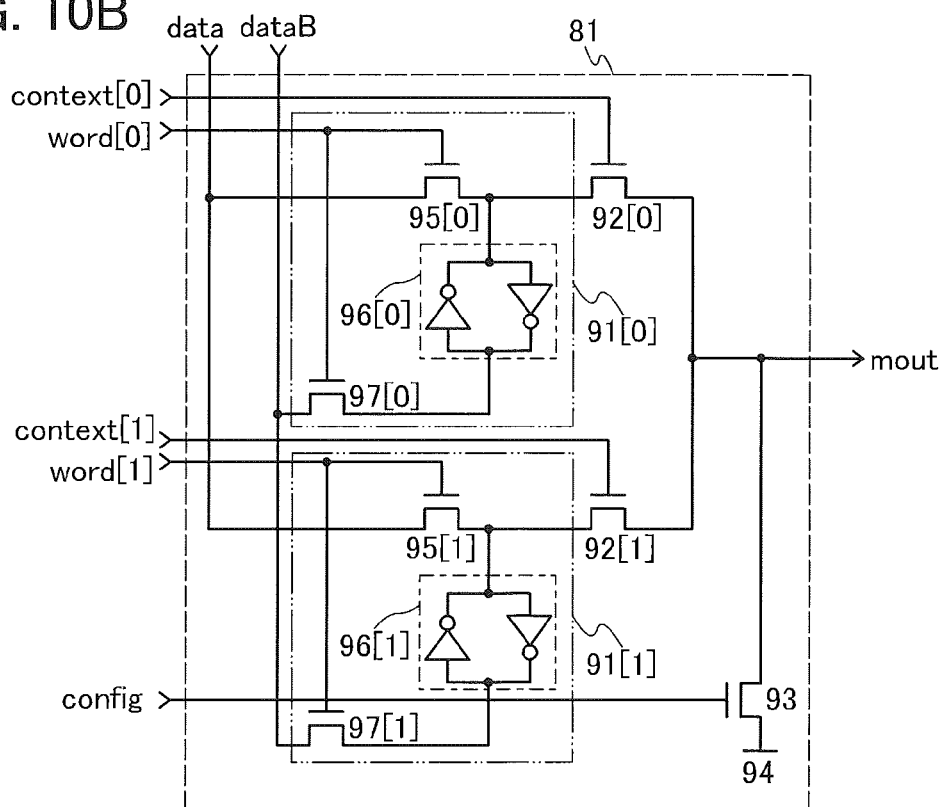 G. 10B
data dataB
81
context[0]
word[0]
95[0]
92[0]
96[0]
91[0]
97[0]
mout
context[1]
word[1]
95[1]
92[1]
96[1]
91[1]
config
93
97[1]
94